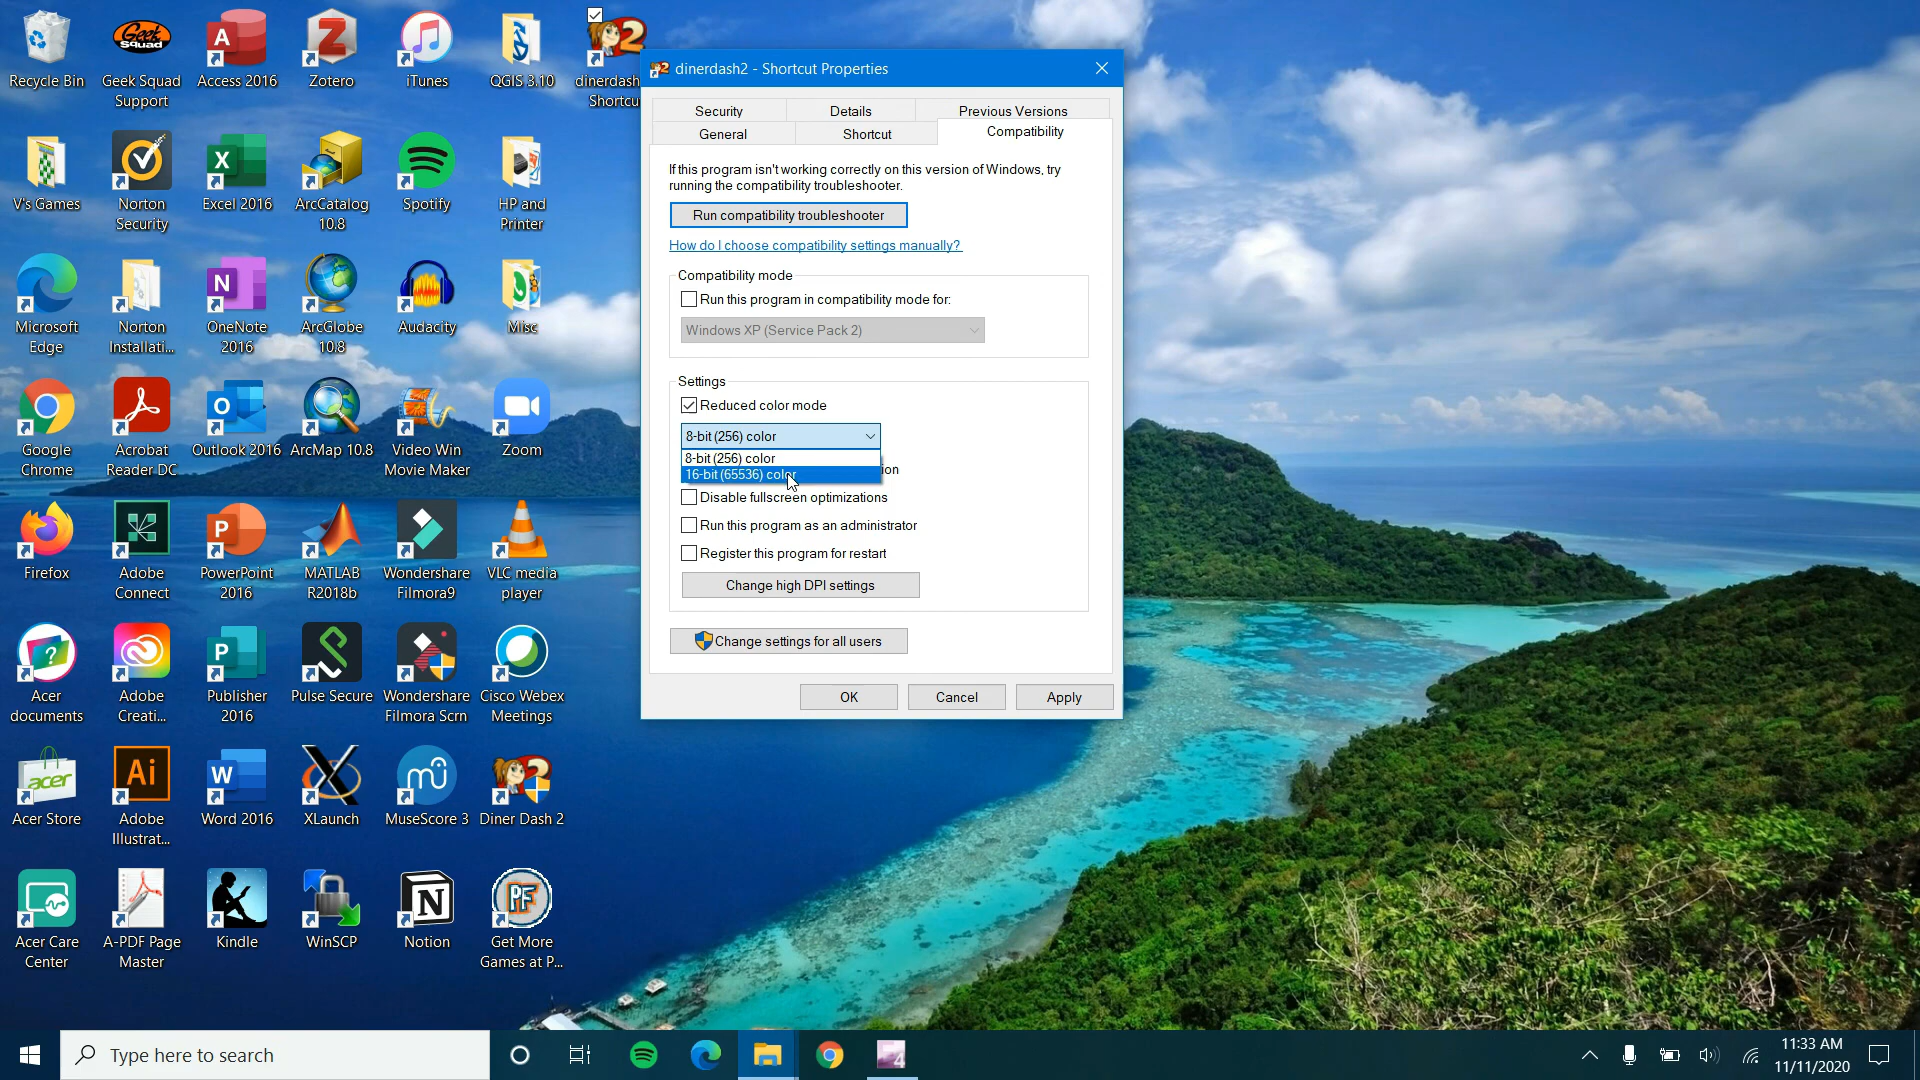 Recycle Bin
Geek Squad
Geek Squad
Support
A
Access 2016
Z
Zotero
iTunes
QGIS 3.10
2
dinerdash
Shortcu
V's Games
Norton
Security
X
Excel 2016
ArcCatalog
10.8
Spotify
HP and
Printer
Microsoft
Edge
Norton
Installati...
N
OneNote
2016
ArcGlobe
10.8
Audacity
Misc
Google
Chrome
Acrobat
Reader DC
O
Outlook 2016
ArcMap 10.8
Video Win
Movie Maker
Zoom
Firefox
Adobe
Connect
P
PowerPoint
2016
MATLAB
R2018b
Wondershare
Filmora9
VLC media
player
?
Acer
documents
Adobe
Creati...
P
Publisher
2016
Pulse Secure
Wondershare
Filmora Scrn
Cisco Webex
Meetings
acer
Acer Store
Ai
Adobe
Illustrat...
W
Word 2016
X
XLaunch
mu
MuseScore 3
2
Diner Dash 2
Acer Care
Center
A-PDF Page
Master
Kindle
WinSCP
N
Notion
PF
Get More
Games at P...
dinerdash2 - Shortcut Properties
Security
Details
Previous Versions
General
Shortcut
Compatibility
If this program isn't working correctly on this version of Windows, try
running the compatibility troubleshooter.
Run compatibility troubleshooter
How do I choose compatibility settings manually?
Compatibility mode
Run this program in compatibility mode for:
Windows XP (Service Pack 2)
Settings
Reduced color mode
8-bit (256) color
8-bit (256) color
16-bit (65536) color
ion
Disable fullscreen optimizations
Run this program as an administrator
Register this program for restart
Change high DPI settings
Change settings for all users
OK
Cancel
Apply
Type here to search
4
11:33 AM
11/11/2020